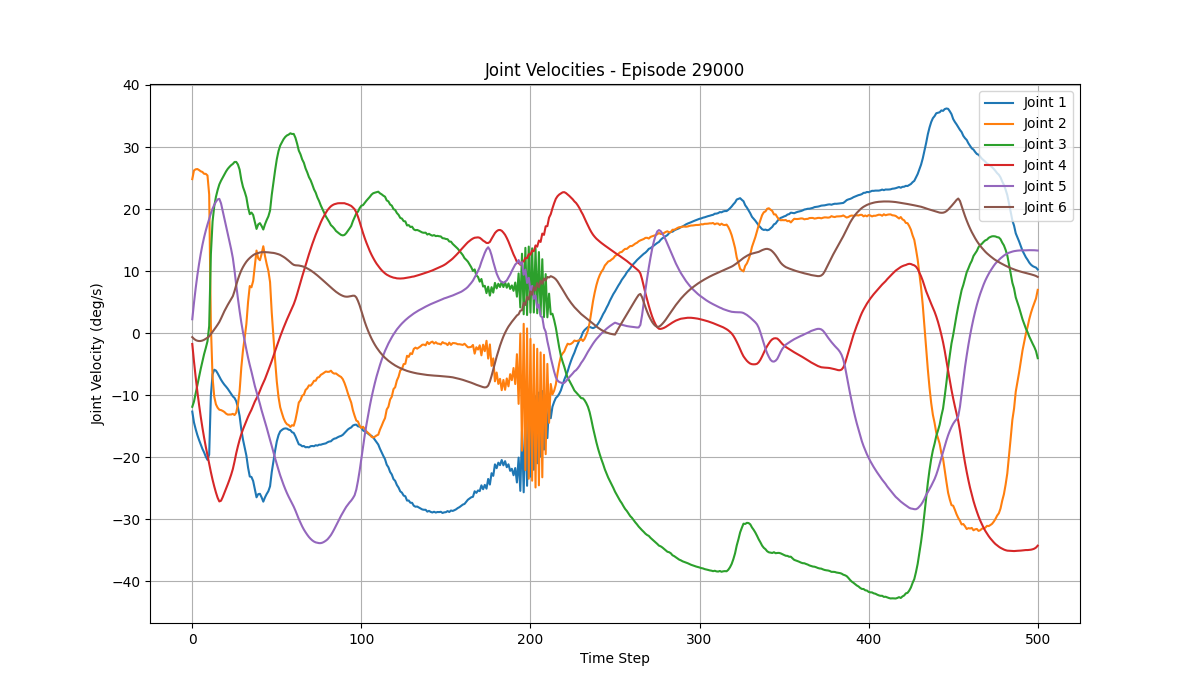 Joint Velocities - Episode 29000
Joint Velocity (deg/s)
40
30
20
10
0
−10
−20
−30
−40
Joint 1
Joint 2
Joint 3
Joint 4
Joint 5
Joint 6
0
100
200
300
400
500
Time Step